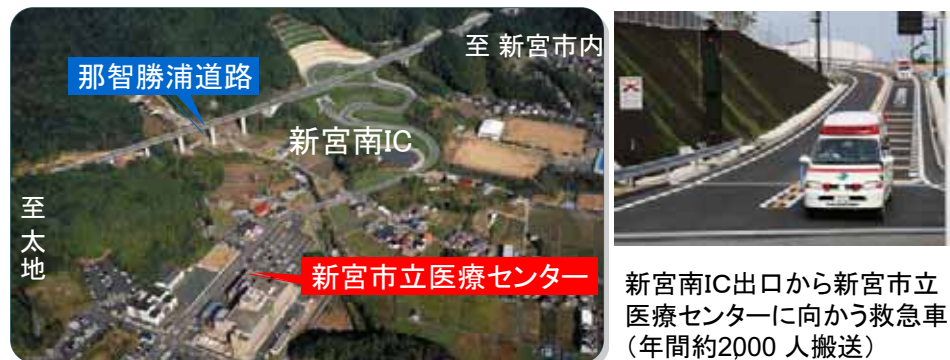 至 新宮市内
那智勝浦道路
新宮南IC
至
太
地
新宮市立医療センター
新宮南IC出口から新宮市立
医療センターに向かう救急車
（年間約2000 人搬送）